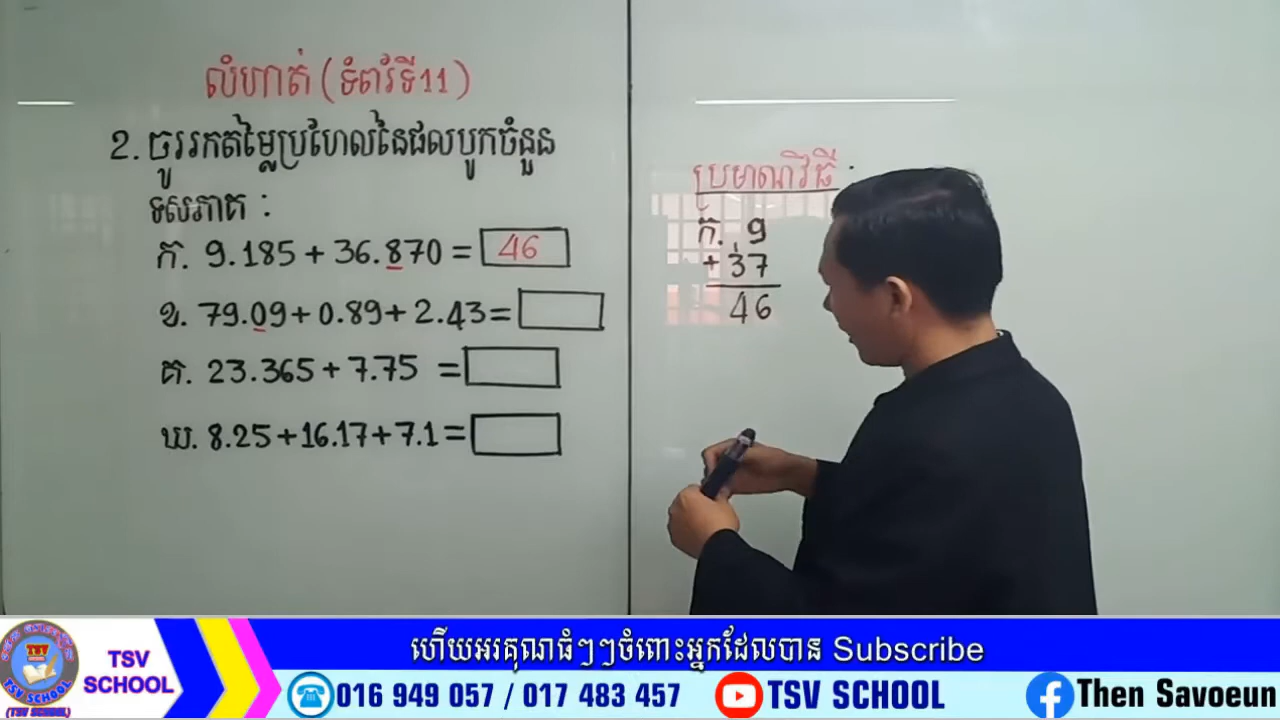 លំហាត់ (ទំព័រទី11)
2. ចូររកតម្លៃប្រហែលនៃផលបូកចំនួន
ទសភាគ :
ក. 9.185 + 36.870 = 46
ខ. 79.09 + 0.89 + 2.43 =
គ. 23.365 + 7.75 =
ឃ. 8.25 + 16.17 + 7.1 =
ប្រមាណវិធី :
ក. 9
+ 37
46
TSV SCHOOL
TSV
(TSV SCHOOL)
ហើយអរគុណធំៗៗចំពោះអ្នកដែលបាន Subscribe
016 949 057 / 017 483 457 TSV SCHOOL Then Savoeun